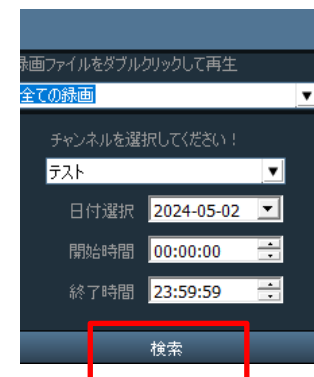 録画ファイルをダブルクリックして再生
全ての録画
チャンネルを選択してください！
テスト
日付選択 2024-05-02
開始時間 00:00:00
終了時間 23:59:59
検索